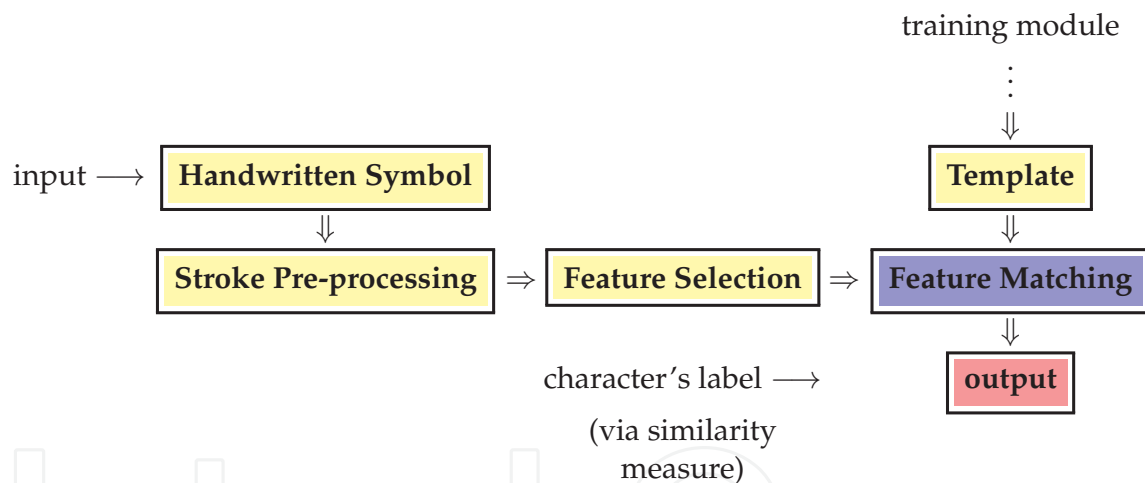 training module
⋮
⇓
input ⟶ Handwritten Symbol Template
⇓ ⇓
Stroke Pre-processing ⇒ Feature Selection ⇒ Feature Matching
⇓
character's label ⟶ output
(via similarity
measure)